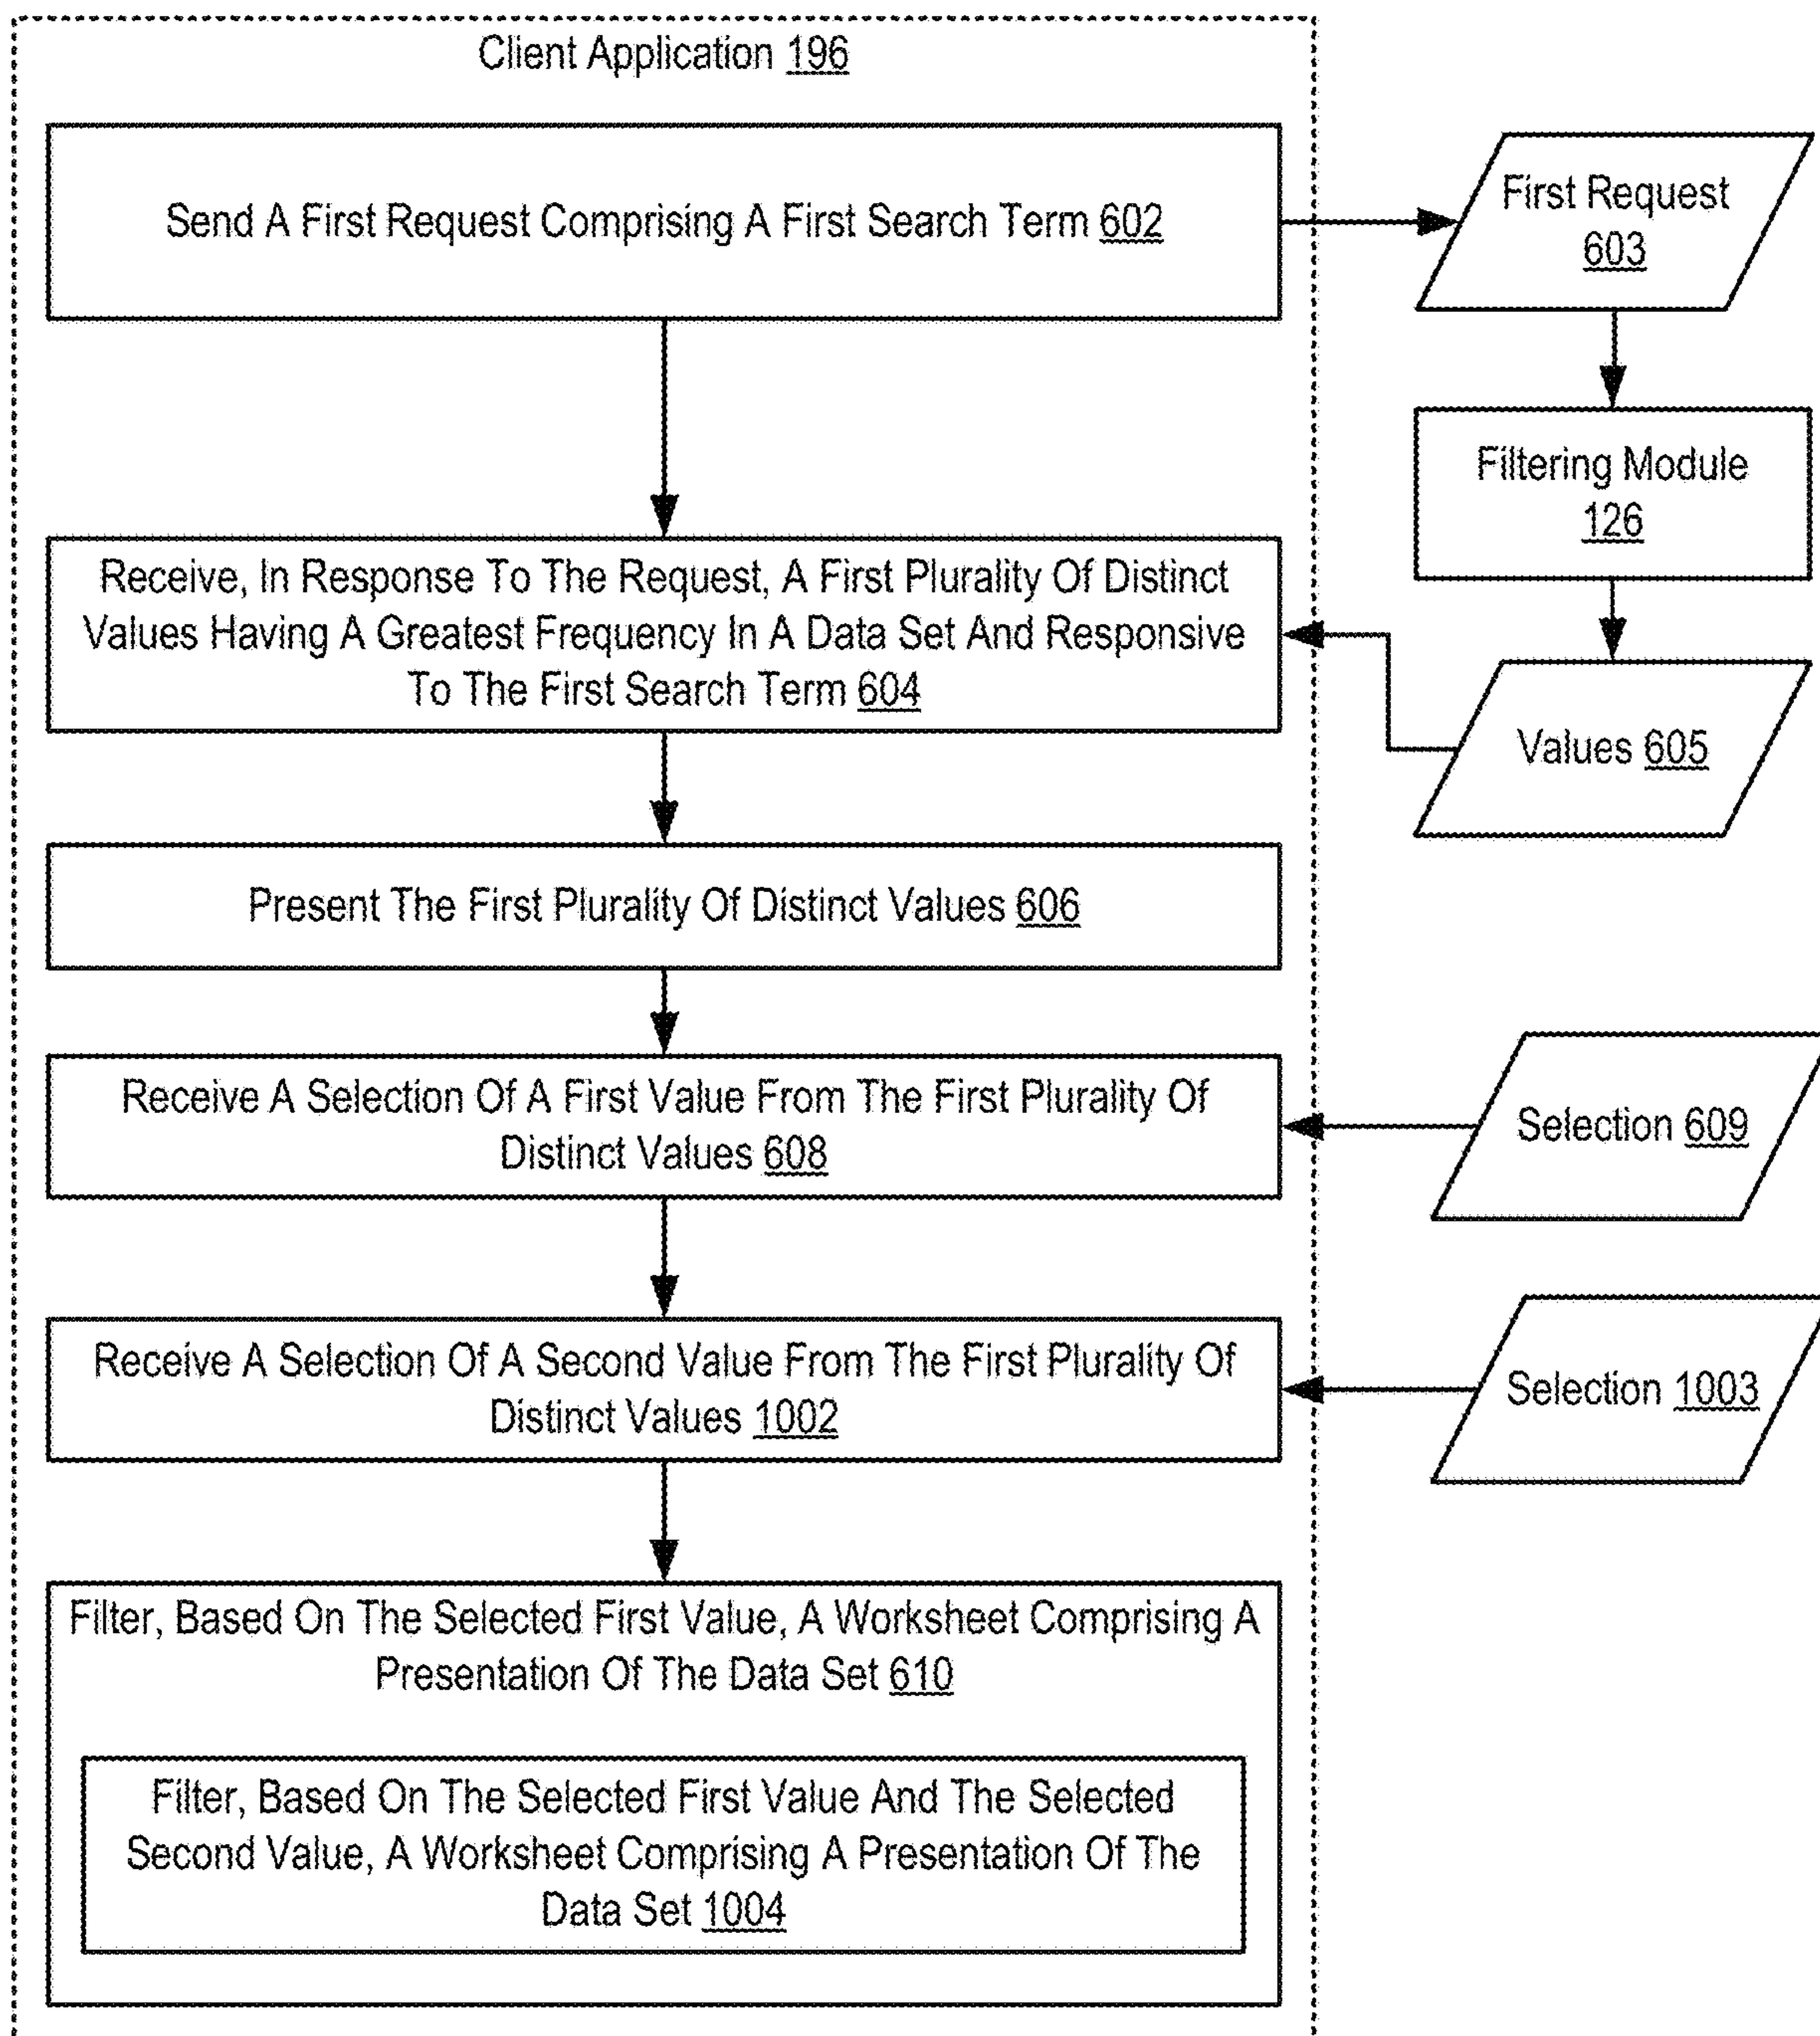 Client Application 196
Send A First Request Comprising A First Search Term 602
First Request
603
Filtering Module
126
Receive, In Response To The Request, A First Plurality Of Distinct
Values Having A Greatest Frequency In A Data Set And Responsive
To The First Search Term 604
Values 605
Present The First Plurality Of Distinct Values 606
Receive A Selection Of A First Value From The First Plurality Of
Distinct Values 608
Selection 609
Receive A Selection Of A Second Value From The First Plurality Of
Distinct Values 1002
Selection 1003
Filter, Based On The Selected First Value, A Worksheet Comprising A
Presentation Of The Data Set 610
Filter, Based On The Selected First Value And The Selected
Second Value, A Worksheet Comprising A Presentation Of The
Data Set 1004